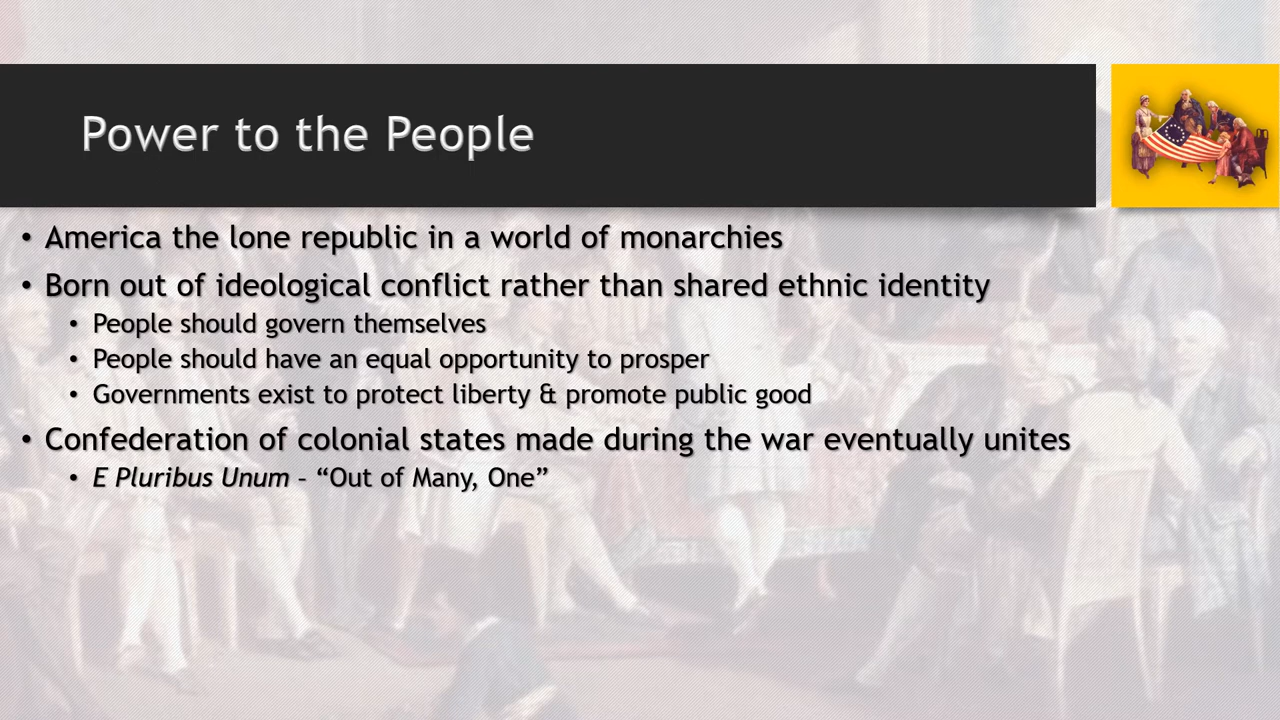 Power to the People
• America the lone republic in a world of monarchies
• Born out of ideological conflict rather than shared ethnic identity
• People should govern themselves
• People should have an equal opportunity to prosper
• Governments exist to protect liberty & promote public good
• Confederation of colonial states made during the war eventually unites
• E Pluribus Unum – “Out of Many, One”